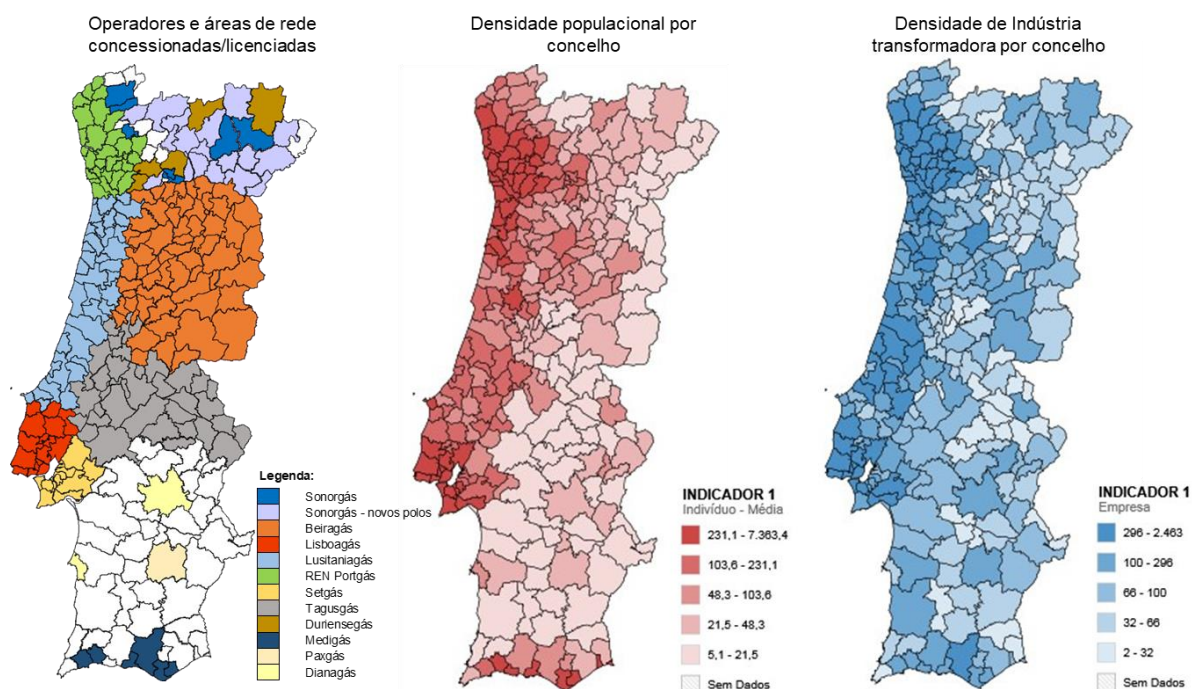 Operadores e áreas de rede
concessionadas/licenciadas
Legenda:
Sonorgás
Sonorgás - novos polos
Beiragás
Lisboagás
Lusitaniagás
REN Portgás
Setgás
Tagusgás
Duriensegás
Medigás
Paxgás
Dianagás
Densidade populacional por
concelho
INDICADOR 1
Indivíduo - Média
231,1 - 7.363,4
103,6 - 231,1
48,3 - 103,6
21,5 - 48,3
5,1 - 21,5
Sem Dados
Densidade de Indústria
transformadora por concelho
INDICADOR 1
Empresa
296 - 2.463
100 - 296
66 - 100
32 - 66
2 - 32
Sem Dados